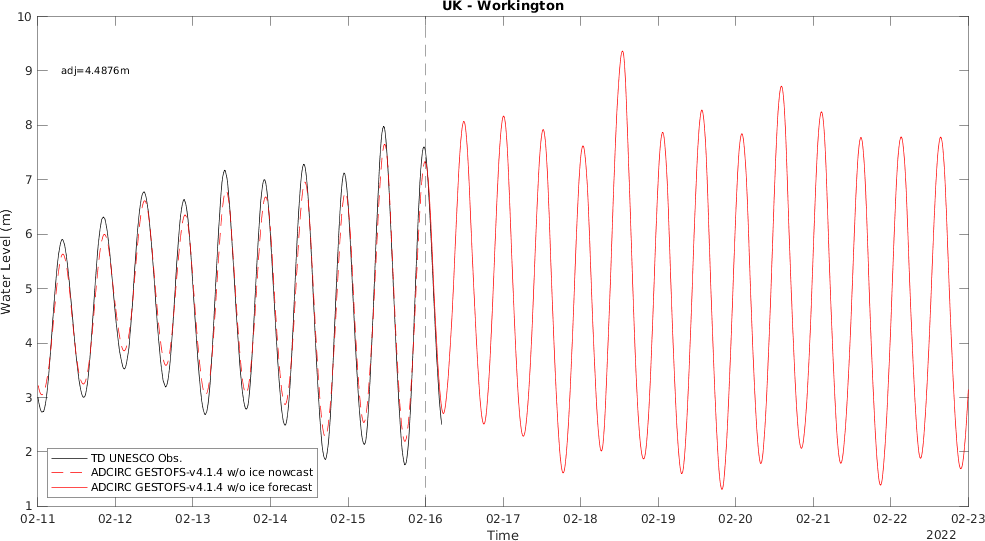 UK - Workington
10
9
8
7
6
5
4
3
2
1
Water Level (m)
adj=4.4876m
TD UNESCO Obs.
ADCIRC GESTOFS-v4.1.4 w/o ice nowcast
ADCIRC GESTOFS-v4.1.4 w/o ice forecast
02-11 02-12 02-13 02-14 02-15 02-16 02-17 02-18 02-19 02-20 02-21 02-22 02-23
Time
2022